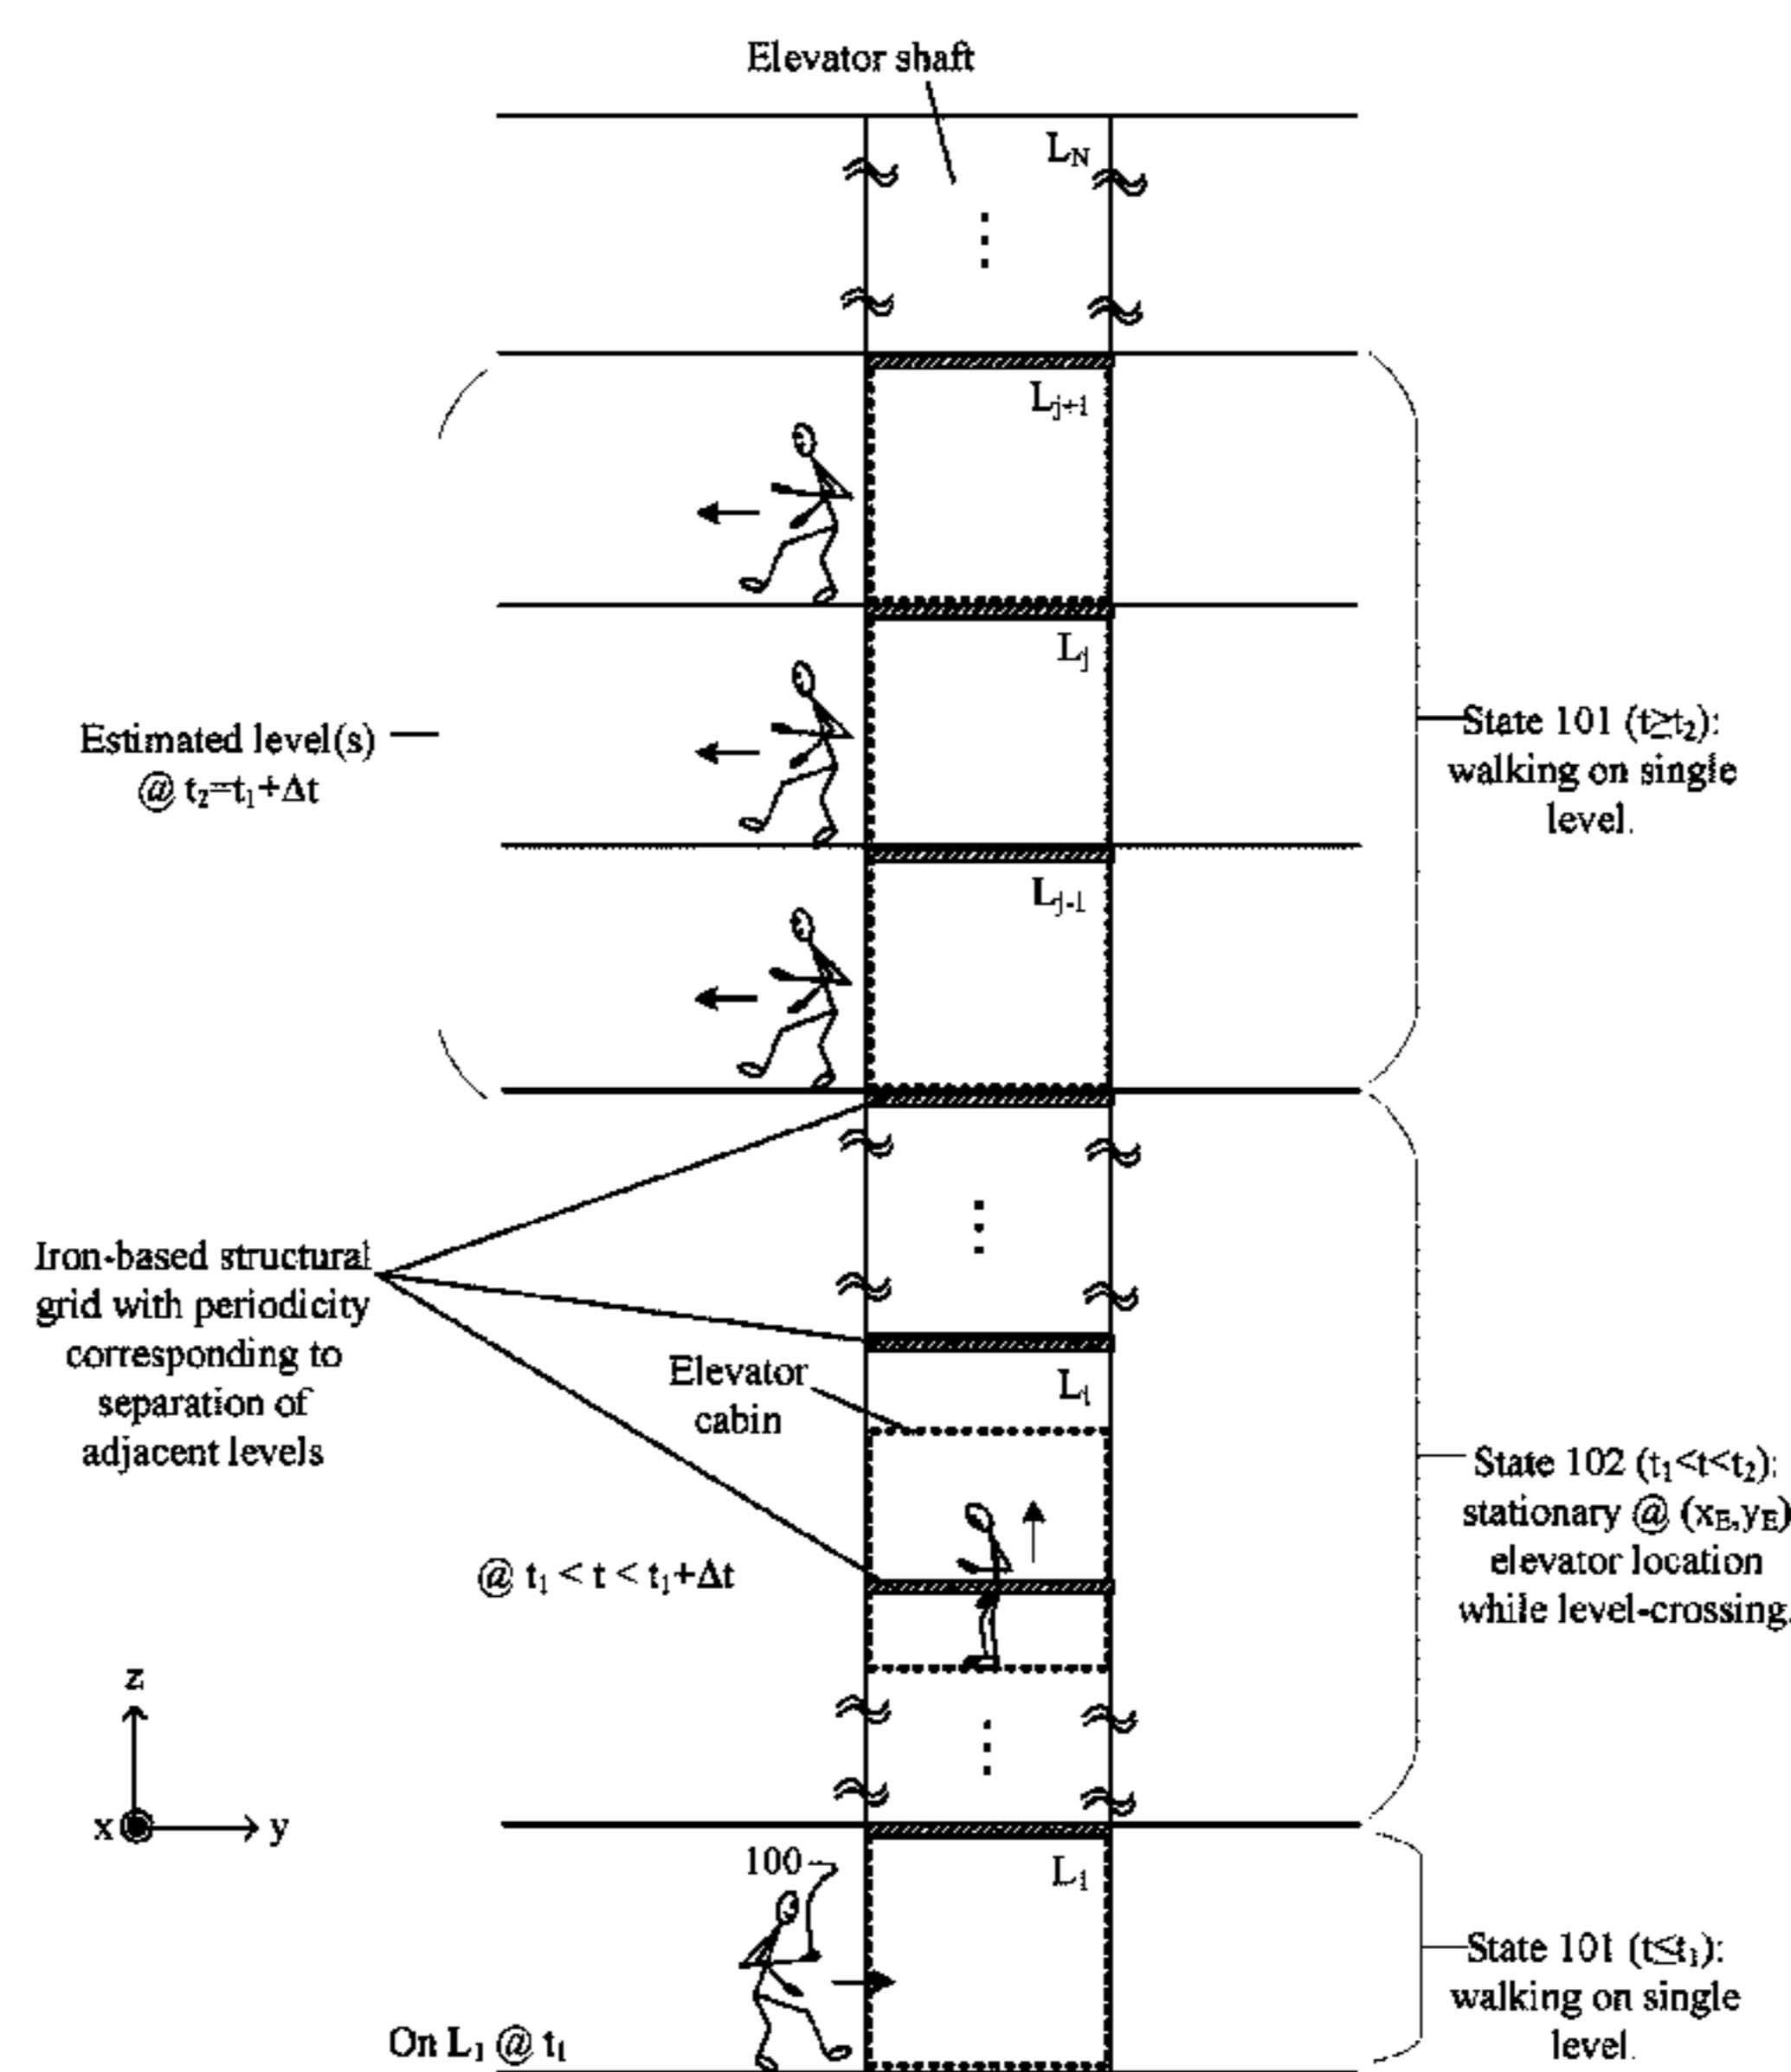 Elevator shaft
L_N
L_{j+1}
L_j
Estimated level(s)
@ t₂=t₁+Δt
State 101 (t≥t₂):
walking on single
level.
L_{j-1}
Iron-based structural
grid with periodicity
corresponding to
separation of
adjacent levels
Elevator
cabin
L_i
@ t₁ < t < t₁+Δt
State 102 (t₁<t<t₂):
stationary @ (x_E,y_E)
elevator location
while level-crossing.
z
x
y
100
L₁
On L₁ @ t₁
State 101 (t≤t₁):
walking on single
level.